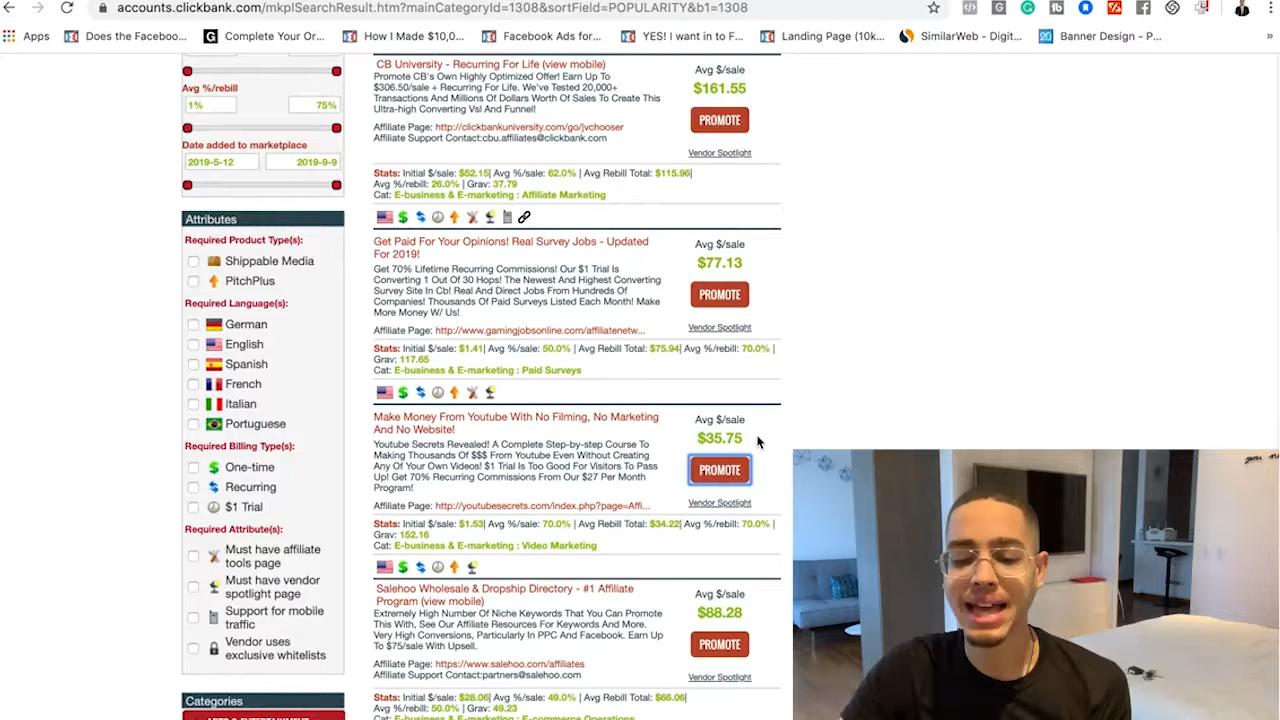 accounts.clickbank.com/mkplSearchResult.htm?mainCategoryId=1308&sortField=POPULARITY&b1=1308
Apps
Does the Faceboo...
Complete Your Or...
How I Made $10,0...
Facebook Ads for...
YES! I want in to F...
Landing Page (10k...
SimilarWeb - Digit...
Banner Design - P...
»
Avg %/rebill
1% 75%
Date added to marketplace
2019-5-12 2019-9-9
Attributes
Required Product Type(s):
Shippable Media
PitchPlus
Required Language(s):
German
English
Spanish
French
Italian
Portuguese
Required Billing Type(s):
One-time
Recurring
$1 Trial
Required Attribute(s):
Must have affiliate
tools page
Must have vendor
spotlight page
Support for mobile
traffic
Vendor uses
exclusive whitelists
Categories
CB University - Recurring For Life (view mobile)
Promote CB's Own Highly Optimized Offer! Earn Up To
$306.50/sale + Recurring For Life. We've Tested 20,000+
Transactions And Millions Of Dollars Worth Of Sales To Create This
Ultra-high Converting Vsl And Funnel!
Affiliate Page: http://clickbankuniversity.com/go/jvchooser
Affiliate Support Contact:cbu.affiliates@clickbank.com
Avg $/sale
$161.55
PROMOTE
Vendor Spotlight
Stats: Initial $/sale: $52.15| Avg %/sale: 62.0% | Avg Rebill Total: $115.96|
Avg %/rebill: 26.0% | Grav: 37.79
Cat: E-business & E-marketing : Affiliate Marketing
Get Paid For Your Opinions! Real Survey Jobs - Updated
For 2019!
Get 70% Lifetime Recurring Commissions! Our $1 Trial Is
Converting 1 Out Of 30 Hops! The Newest And Highest Converting
Survey Site In Cb! Real And Direct Jobs From Hundreds Of
Companies! Thousands Of Paid Surveys Listed Each Month! Make
More Money W/ Us!
Affiliate Page: http://www.gamingjobsonline.com/affiliatenetw...
Avg $/sale
$77.13
PROMOTE
Vendor Spotlight
Stats: Initial $/sale: $1.41| Avg %/sale: 50.0% | Avg Rebill Total: $75.94| Avg %/rebill: 70.0% |
Grav: 117.65
Cat: E-business & E-marketing : Paid Surveys
Make Money From Youtube With No Filming, No Marketing
And No Website!
Youtube Secrets Revealed! A Complete Step-by-step Course To
Making Thousands Of $$$ From Youtube Even Without Creating
Any Of Your Own Videos! $1 Trial Is Too Good For Visitors To Pass
Up! Get 70% Recurring Commissions From Our $27 Per Month
Program!
Affiliate Page: http://youtubesecrets.com/index.php?page=Affi...
Avg $/sale
$35.75
PROMOTE
Vendor Spotlight
Stats: Initial $/sale: $1.53| Avg %/sale: 70.0% | Avg Rebill Total: $34.22| Avg %/rebill: 70.0% |
Grav: 152.16
Cat: E-business & E-marketing : Video Marketing
Salehoo Wholesale & Dropship Directory - #1 Affiliate
Program (view mobile)
Extremely High Number Of Niche Keywords That You Can Promote
This With, See Our Affiliate Resources For Keywords And More.
Very High Conversions, Particularly In PPC And Facebook. Earn Up
To $75/sale With Upsell.
Affiliate Page: https://www.salehoo.com/affiliates
Affiliate Support Contact:partners@salehoo.com
Avg $/sale
$88.28
PROMOTE
Vendor Spotlight
Stats: Initial $/sale: $28.06| Avg %/sale: 49.0% | Avg Rebill Total: $66.06|
Avg %/rebill: 50.0% | Grav: 49.23
Cat: E-business & E-marketing : E-commerce Operations